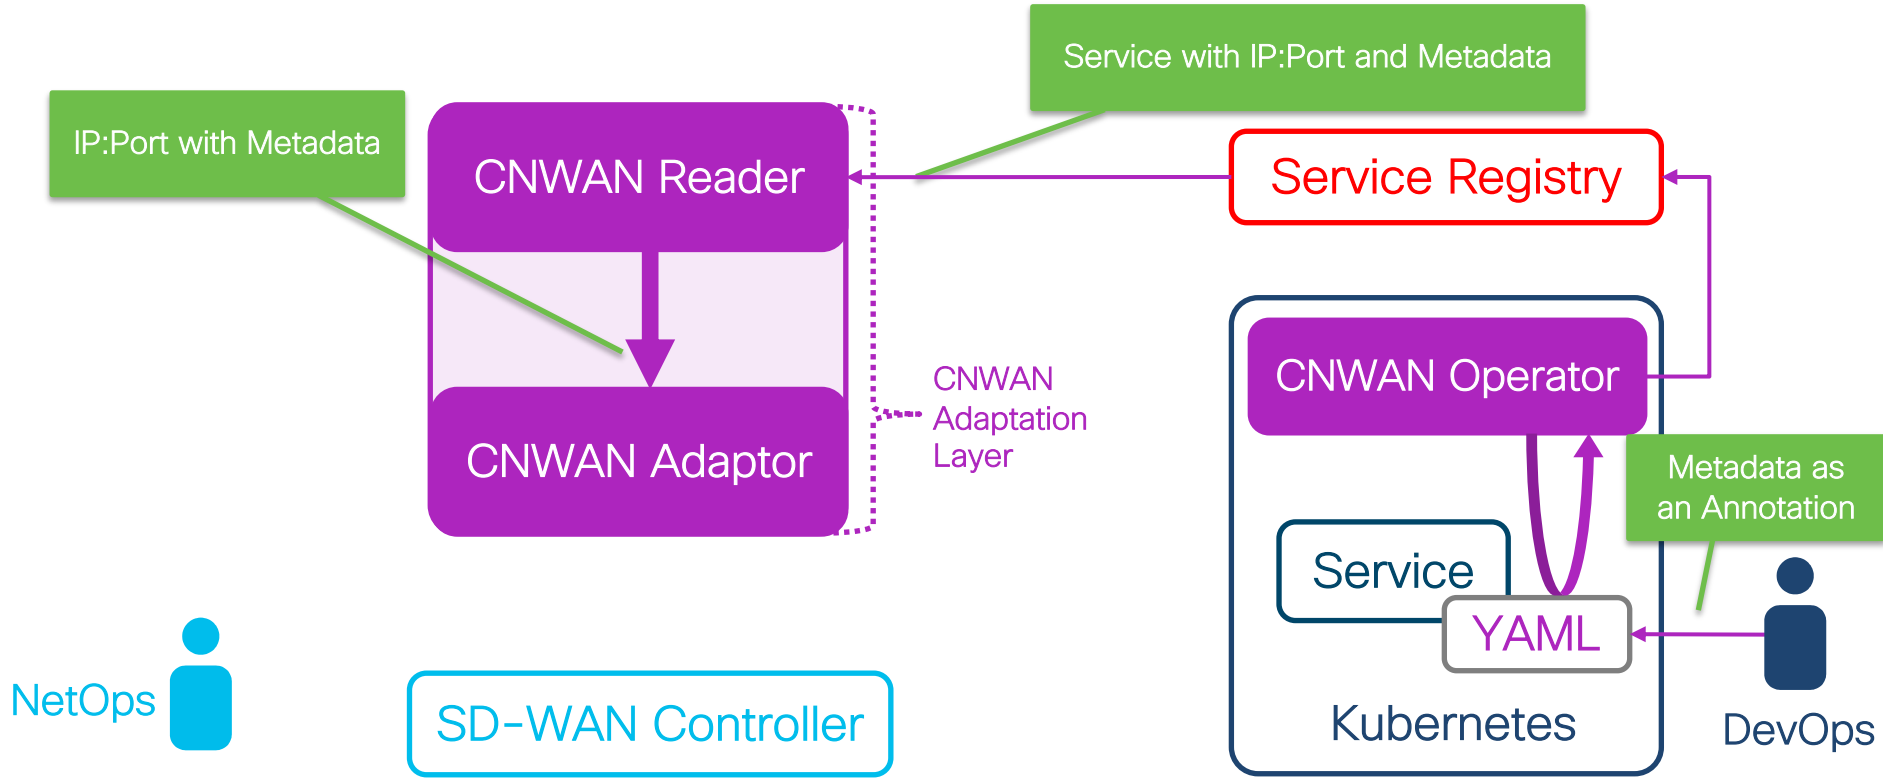 Service with IP:Port and Metadata
IP:Port with Metadata
CNWAN Reader
Service Registry
CNWAN Operator
CNWAN
Adaptation
Layer
CNWAN Adaptor
Metadata as
an Annotation
Service
YAML
NetOps
SD-WAN Controller
Kubernetes
DevOps